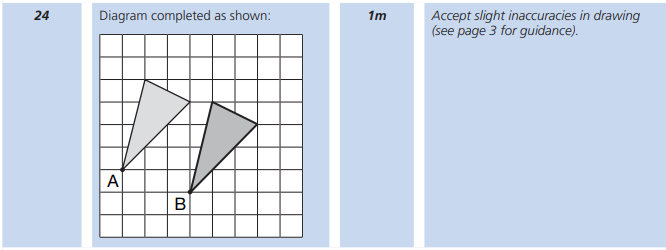 24
Diagram completed as shown:
A
B
1m
Accept slight inaccuracies in drawing
(see page 3 for guidance).